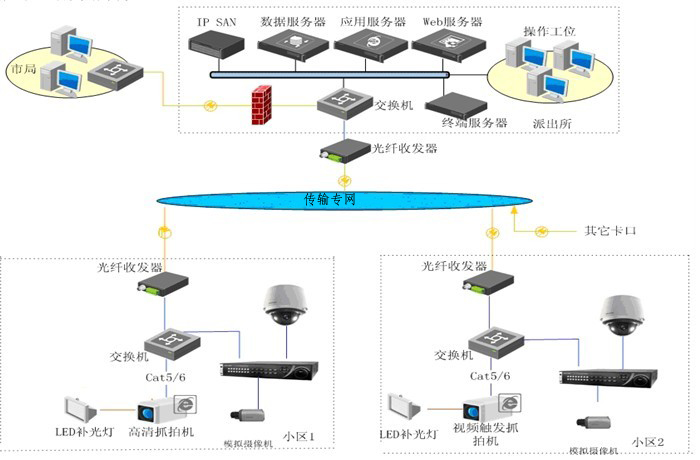 IP SAN
数据服务器
应用服务器
Web服务器
操作工位
市局
交换机
终端服务器
派出所
光纤收发器
传输专网
其它卡口
光纤收发器
光纤收发器
交换机
交换机
Cat5/6
Cat5/6
LED补光灯
高清抓拍机
模拟摄像机
小区1
LED补光灯
视频触发抓
拍机
模拟摄像机
小区2